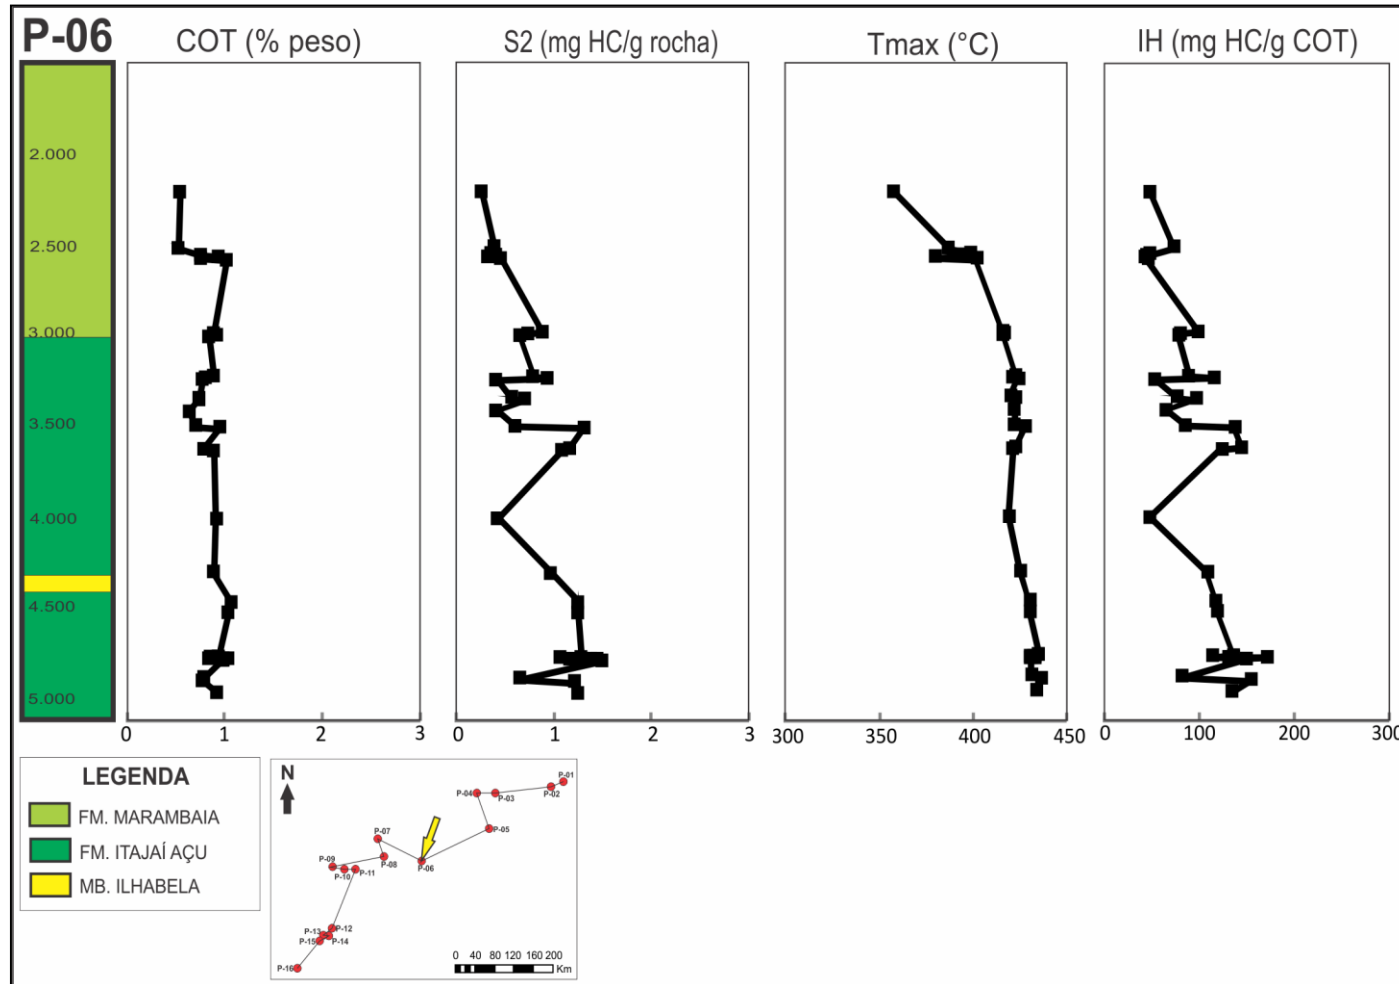 P-06
COT (% peso)
S2 (mg HC/g rocha)
Tmax (°C)
IH (mg HC/g COT)
2.000
2.500
3.000
3.500
4.000
4.500
5.000
0 1 2 3
0 1 2 3
300 350 400 450
0 100 200 300
LEGENDA
FM. MARAMBAIA
FM. ITAJAÍ AÇU
MB. ILHABELA
N
P-01
P-02
P-03
P-04
P-05
P-06
P-07
P-08
P-09
P-10
P-11
P-12
P-13
P-14
P-15
P-16
0 40 80 120 160 200
Km